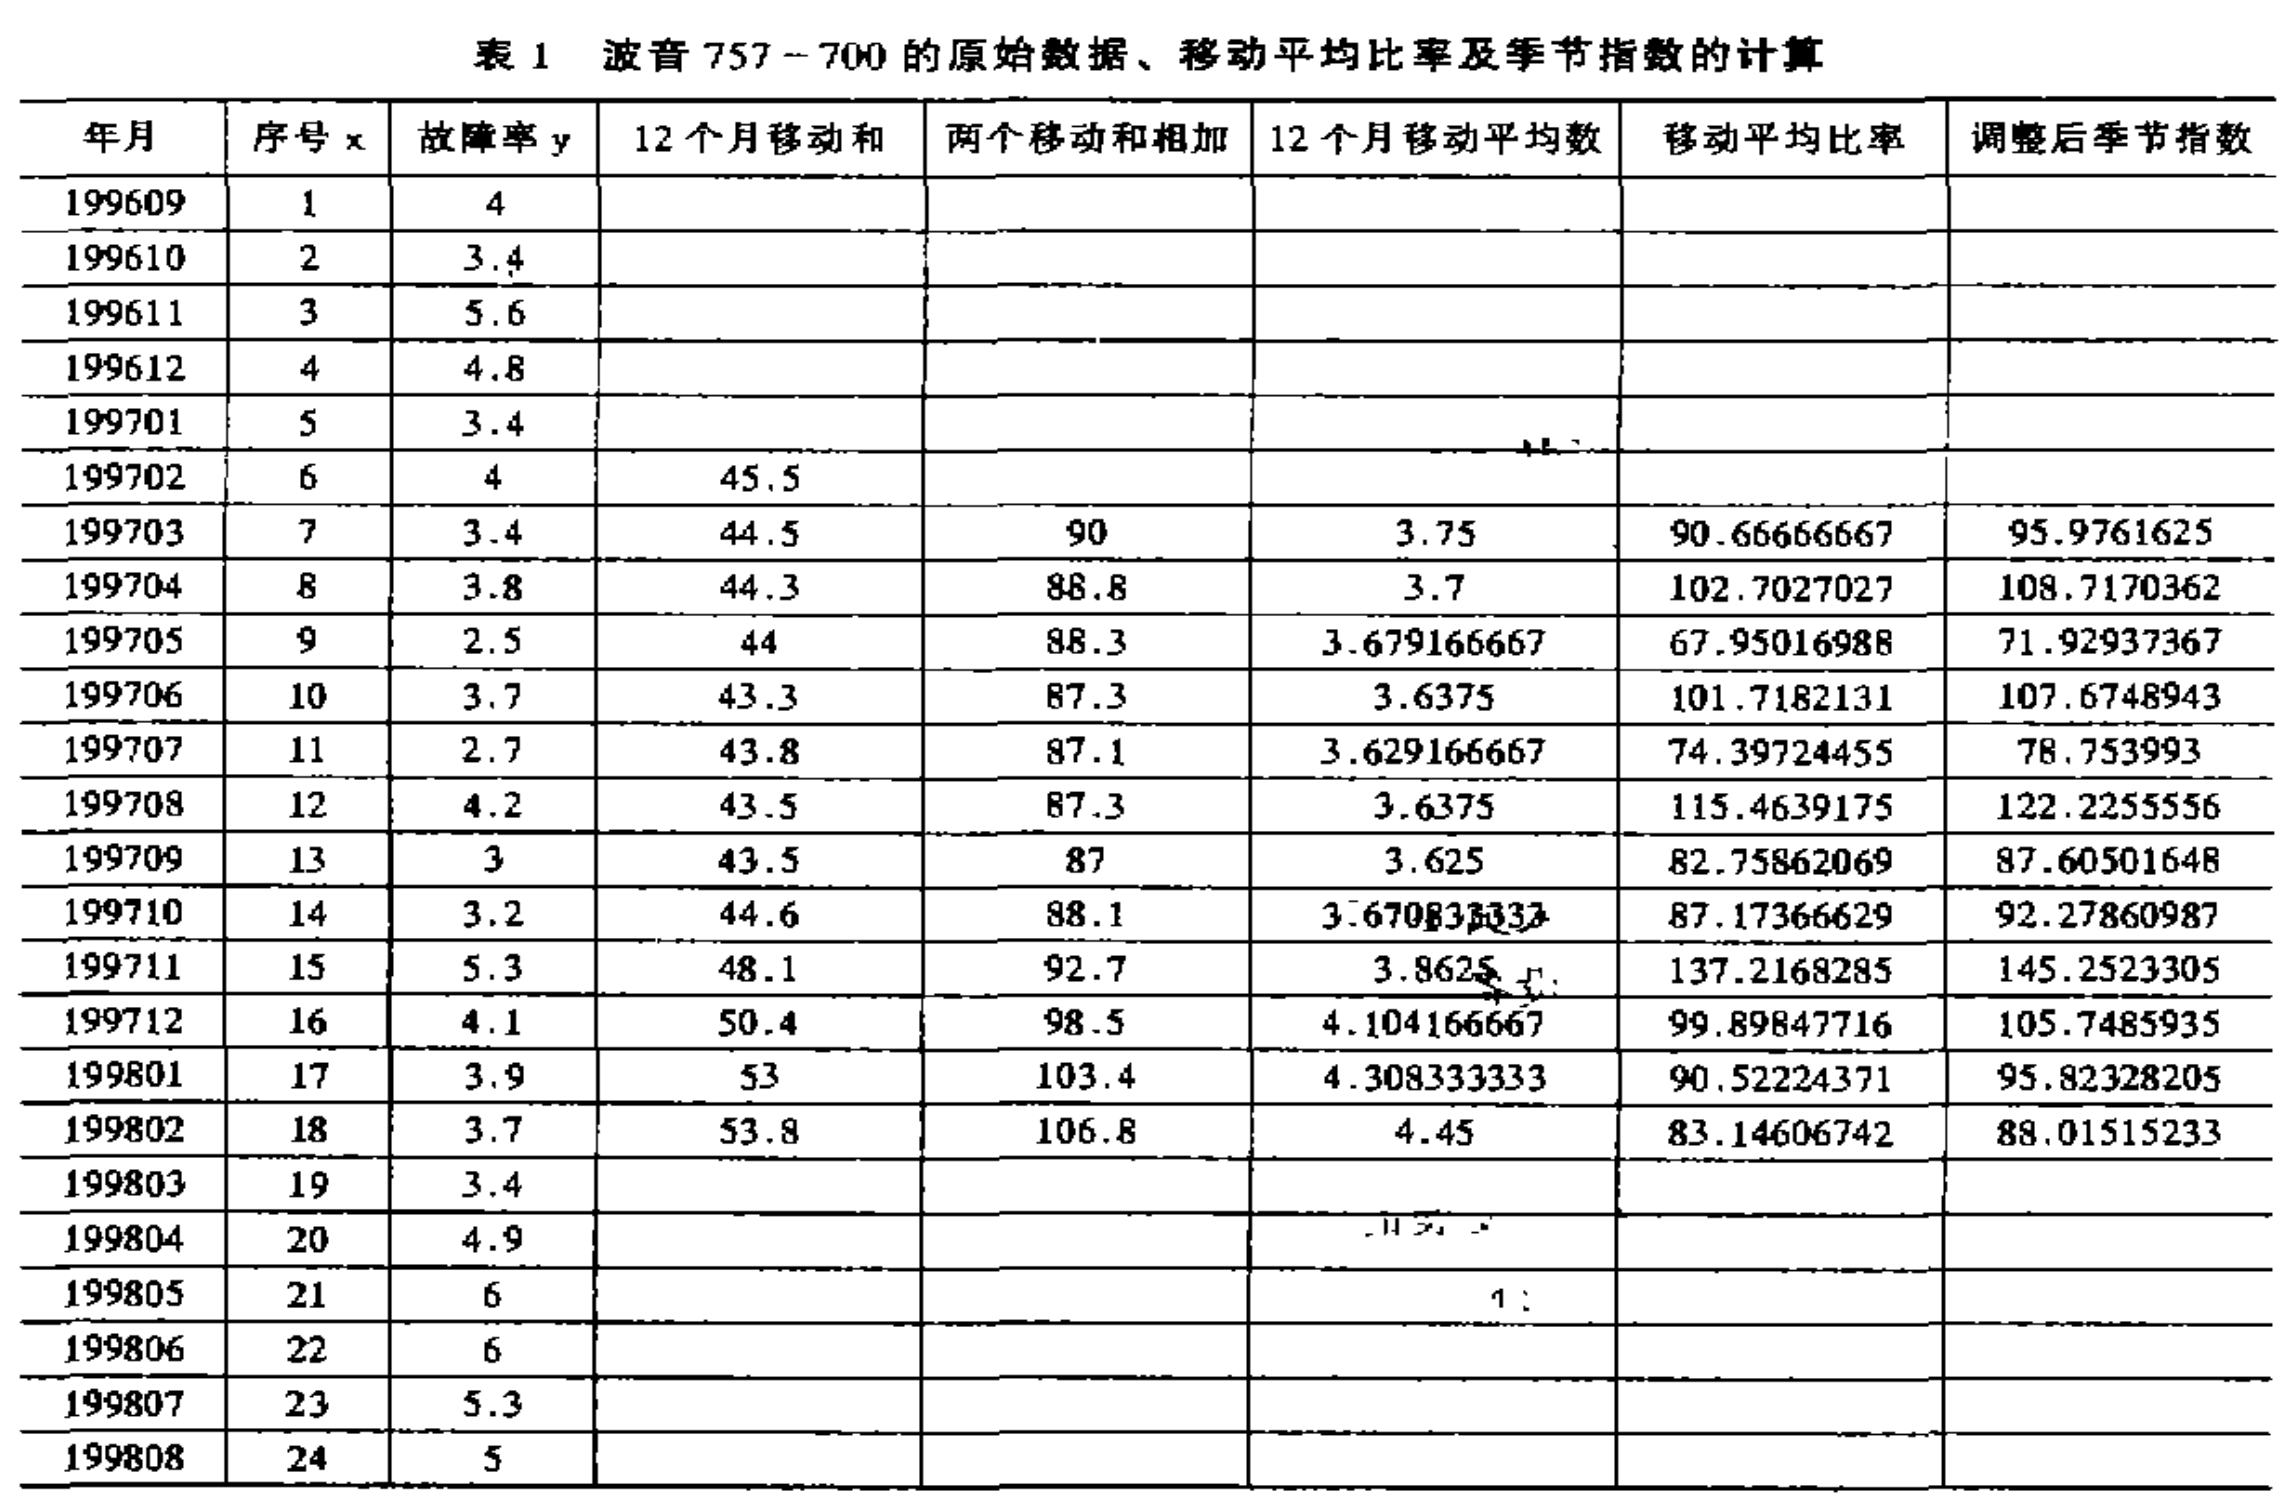 表 1 波音 757-700 的原始数据、移动平均比率及季节指数的计算
年月 序号 x 故障率 y 12 个月移动和 两个移动和相加 12 个月移动平均数 移动平均比率 调整后季节指数
199609 1 4
199610 2 3.4
199611 3 5.6
199612 4 4.8
199701 5 3.4
199702 6 4 45.5
199703 7 3.4 44.5 90 3.75 90.66666667 95.9761625
199704 8 3.8 44.3 88.8 3.7 102.7027027 108.7170362
199705 9 2.5 44 88.3 3.679166667 67.95016988 71.92937367
199706 10 3.7 43.3 87.3 3.6375 101.7182131 107.6748943
199707 11 2.7 43.8 87.1 3.629166667 74.39724455 78.753993
199708 12 4.2 43.5 87.3 3.6375 115.4639175 122.2255556
199709 13 3 43.5 87 3.625 82.75862069 87.60501648
199710 14 3.2 44.6 88.1 3.670833333 87.17366629 92.27860987
199711 15 5.3 48.1 92.7 3.8625 137.2168285 145.2523305
199712 16 4.1 50.4 98.5 4.104166667 99.89847716 105.7485935
199801 17 3.9 53 103.4 4.308333333 90.52224371 95.82328205
199802 18 3.7 53.8 106.8 4.45 83.14606742 88.01515233
199803 19 3.4
199804 20 4.9
199805 21 6
199806 22 6
199807 23 5.3
199808 24 5